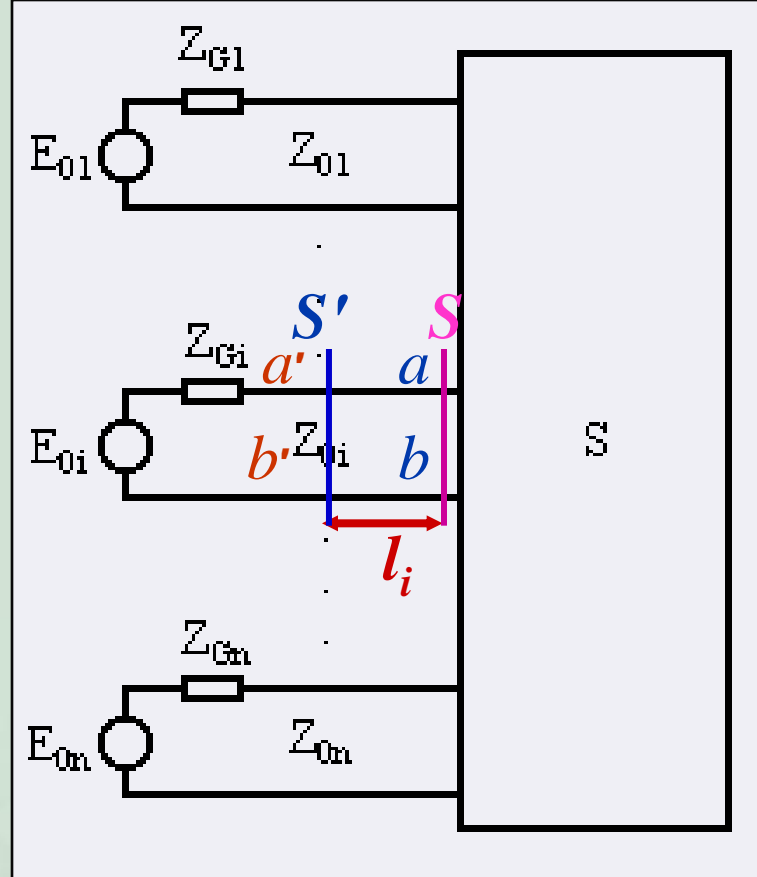 Z_G1
E_01
Z_01
S'
S
Z_Gi
a'
a
E_0i
b'
Z_0i
b
S
l_i
Z_Gn
E_0n
Z_0n